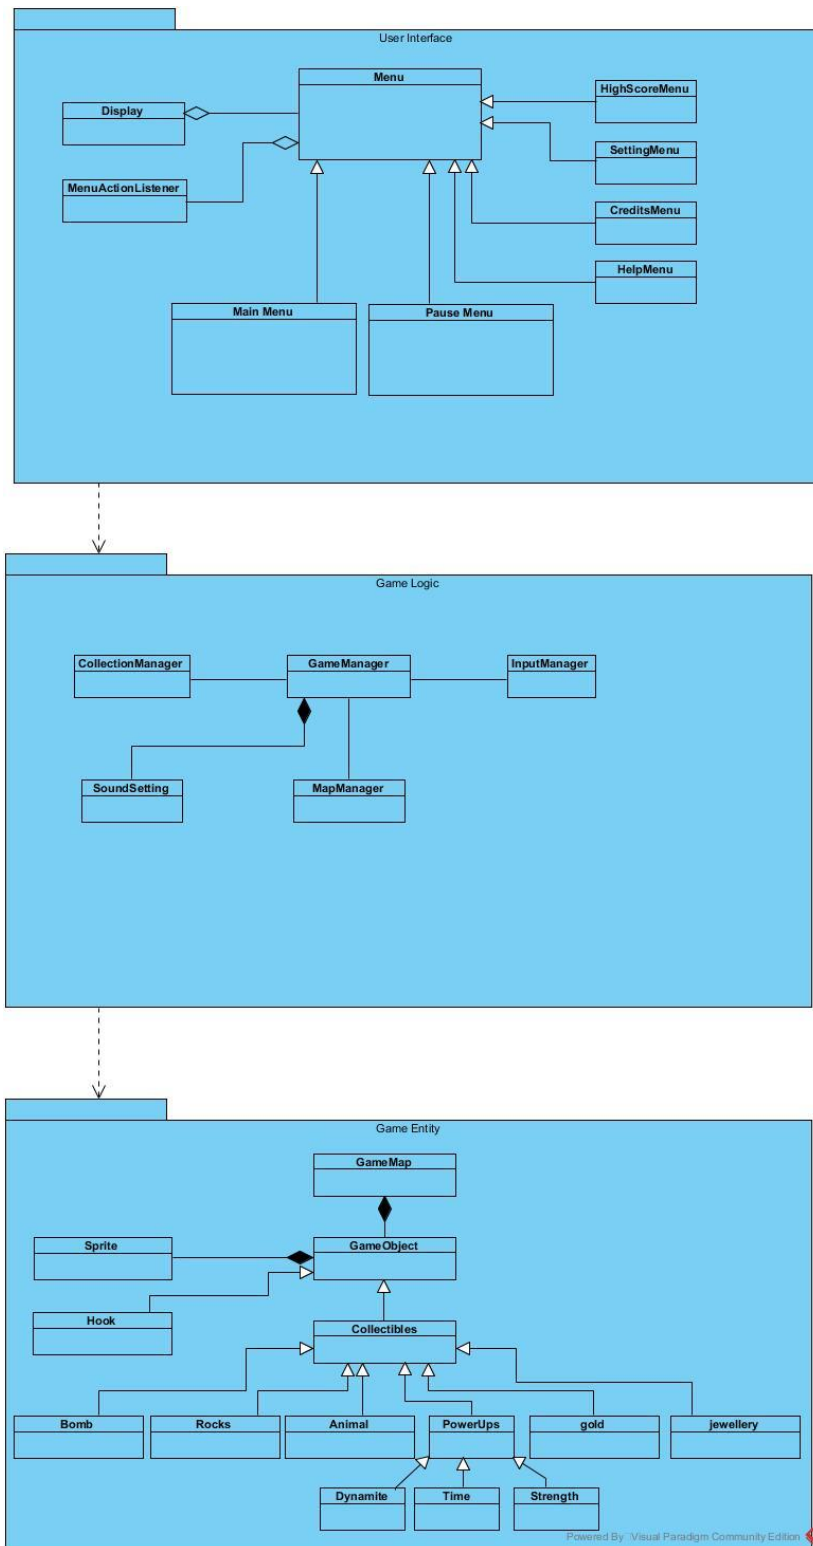 User Interface
Menu
Display
HighScoreMenu
SettingMenu
MenuActionListener
CreditsMenu
HelpMenu
Main Menu
Pause Menu
Game Logic
CollectionManager
GameManager
InputManager
SoundSetting
MapManager
Game Entity
GameMap
Sprite
GameObject
Hook
Collectibles
Bomb
Rocks
Animal
PowerUps
gold
jewellery
Dynamite
Time
Strength
Powered By Visual Paradigm Community Edition